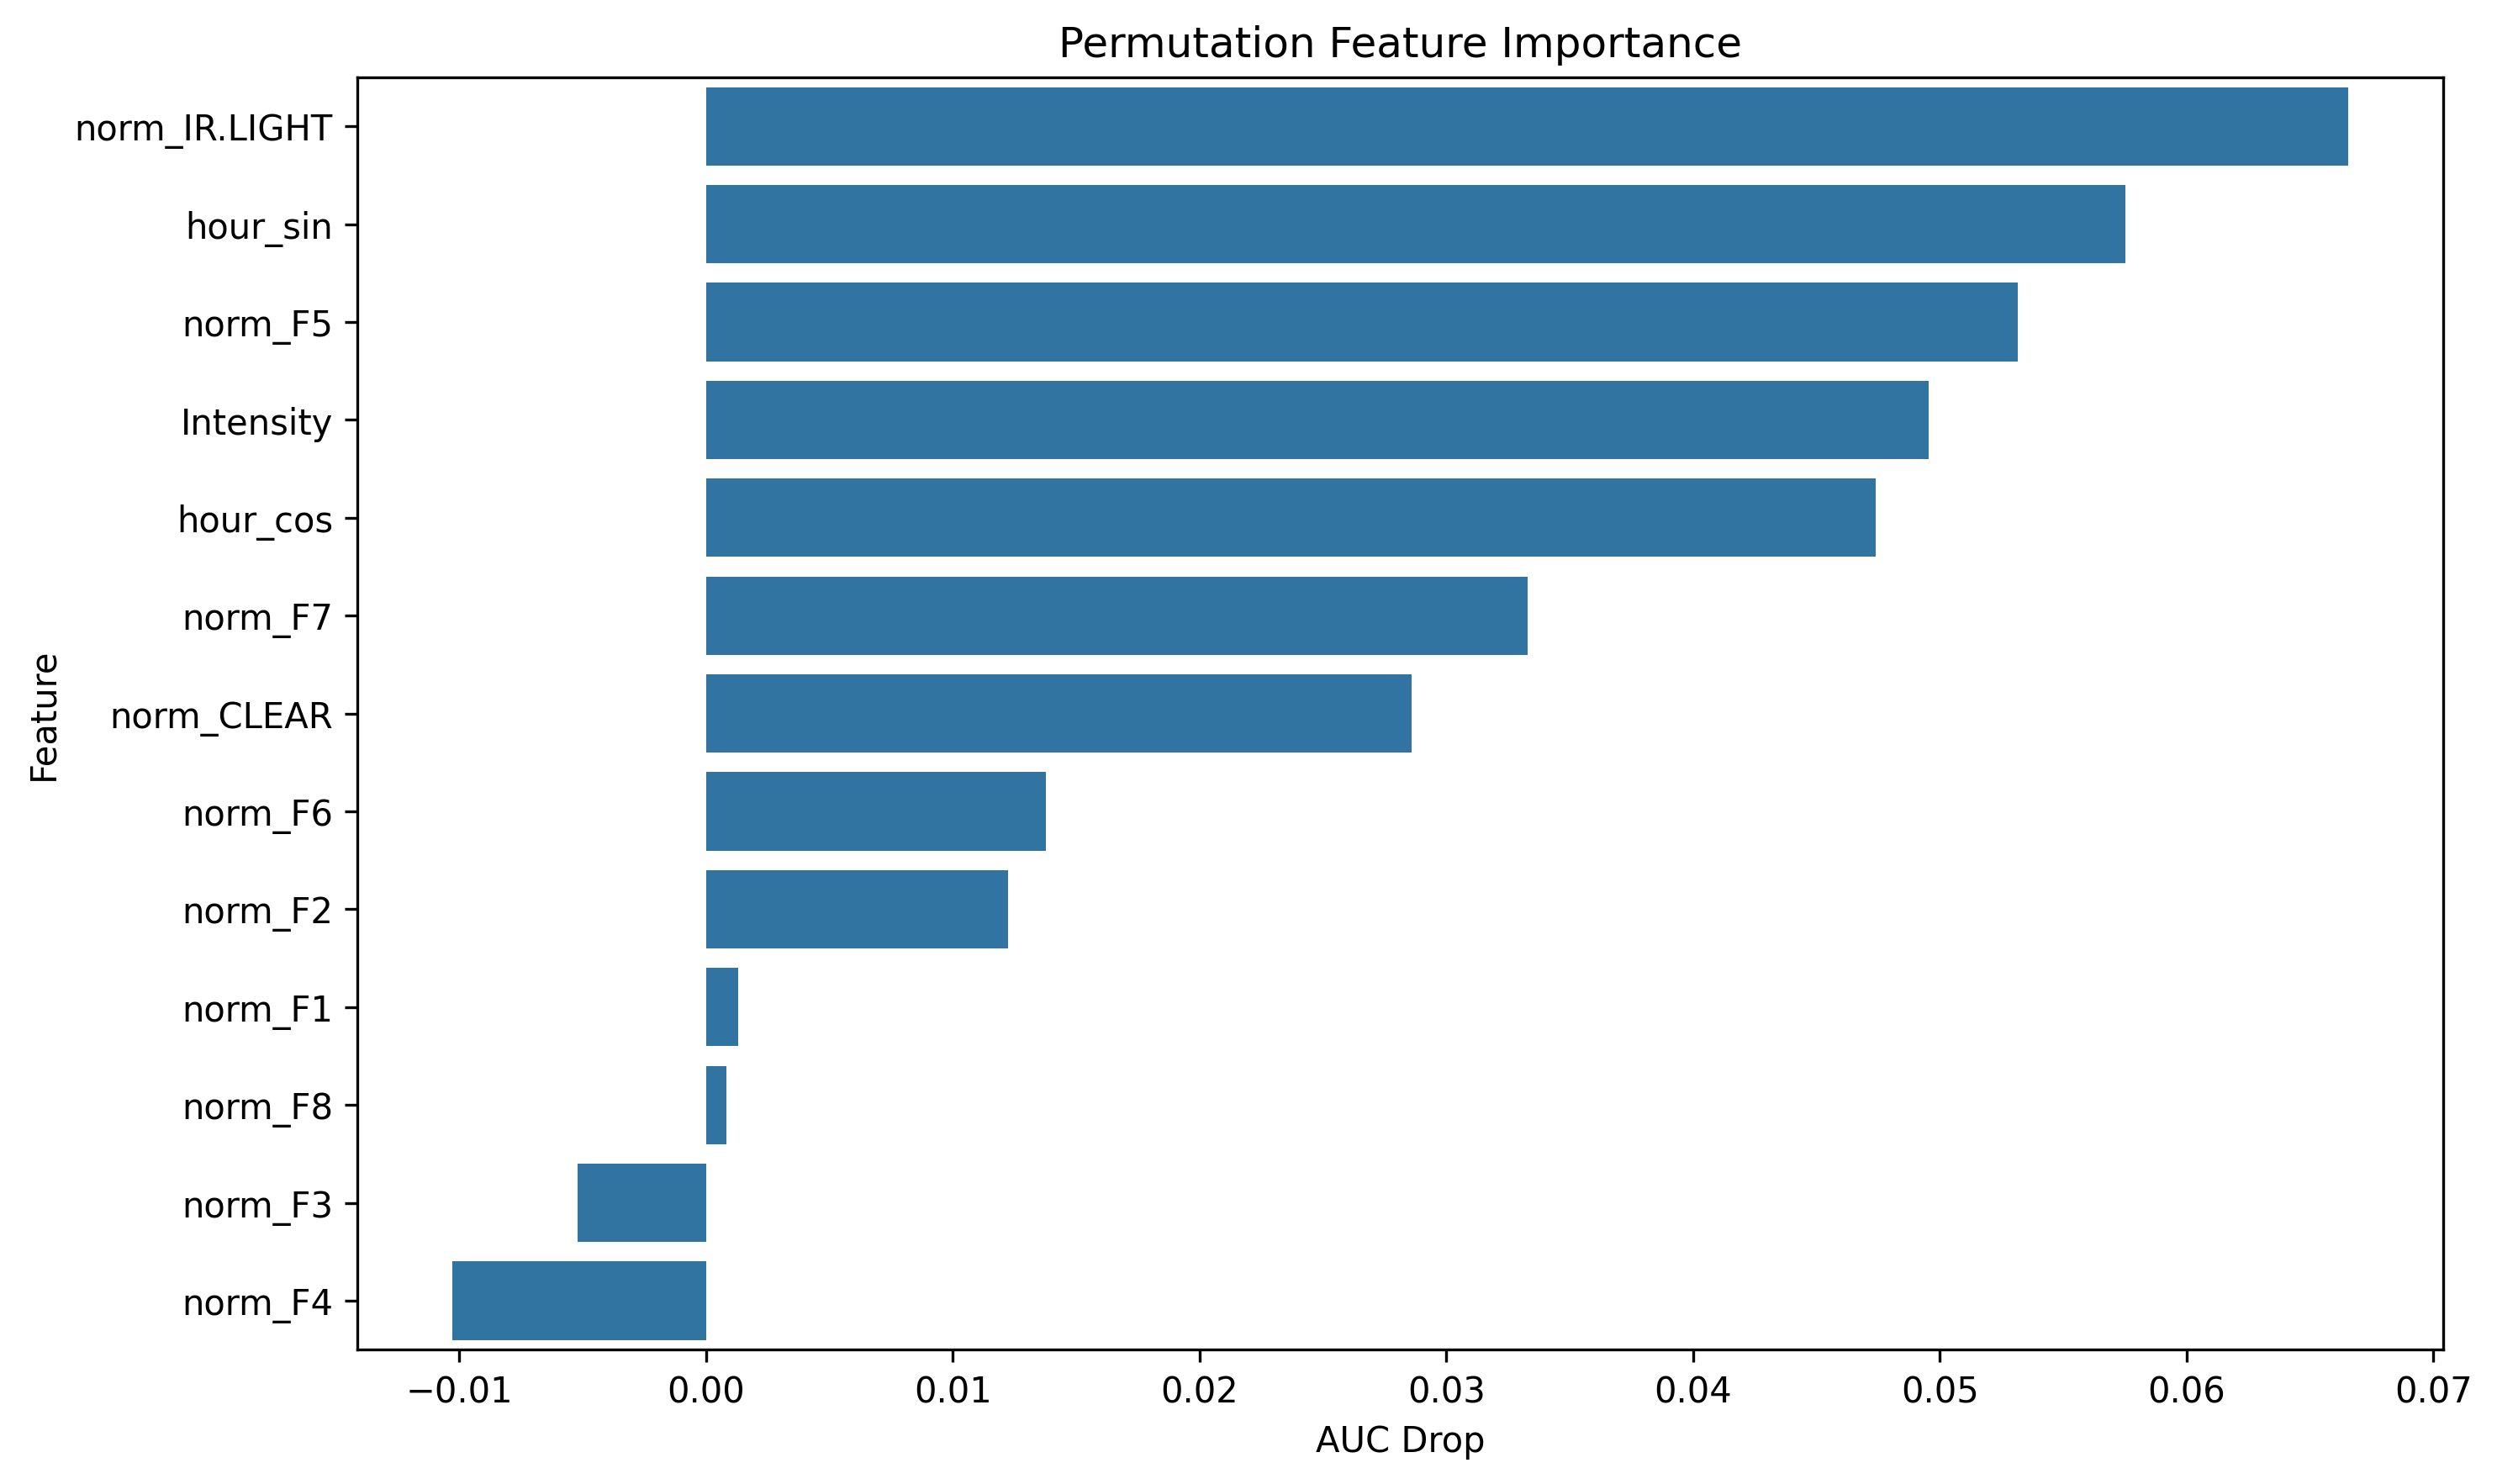 Permutation Feature Importance
norm_IR.LIGHT
hour_sin
norm_F5
Intensity
hour_cos
norm_F7
norm_CLEAR
norm_F6
norm_F2
norm_F1
norm_F8
norm_F3
norm_F4
Feature
−0.01 0.00 0.01 0.02 0.03 0.04 0.05 0.06 0.07
AUC Drop